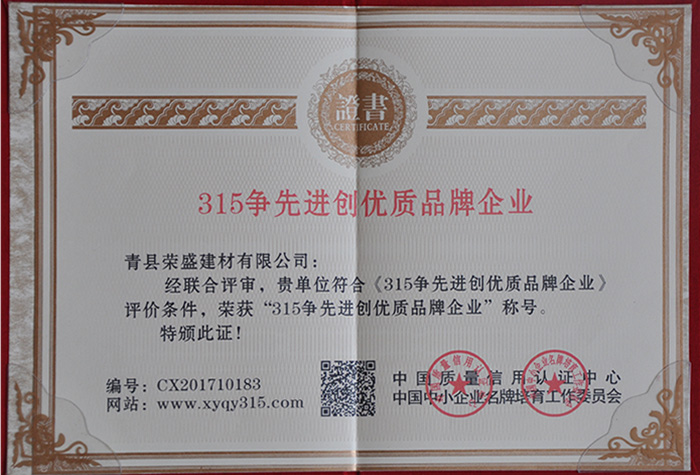 證書
CERTIFICATE
315争先进创优质品牌企业
青县荣盛建材有限公司：
经联合评审，贵单位符合《315争先进创优质品牌企业》
评价条件，荣获“315争先进创优质品牌企业”称号。
特颁此证！
编号：CX201710183
网站：www.xyqy315.com
中国质量信用认证中心
中国中小企业名牌培育工作委员会